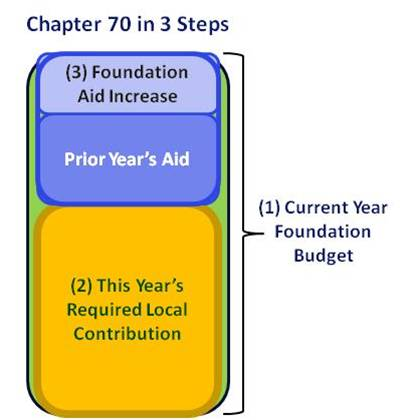 Chapter 70 in 3 Steps
(3) Foundation
Aid Increase
Prior Year's Aid
(1) Current Year
Foundation
Budget
(2) This Year's
Required Local
Contribution